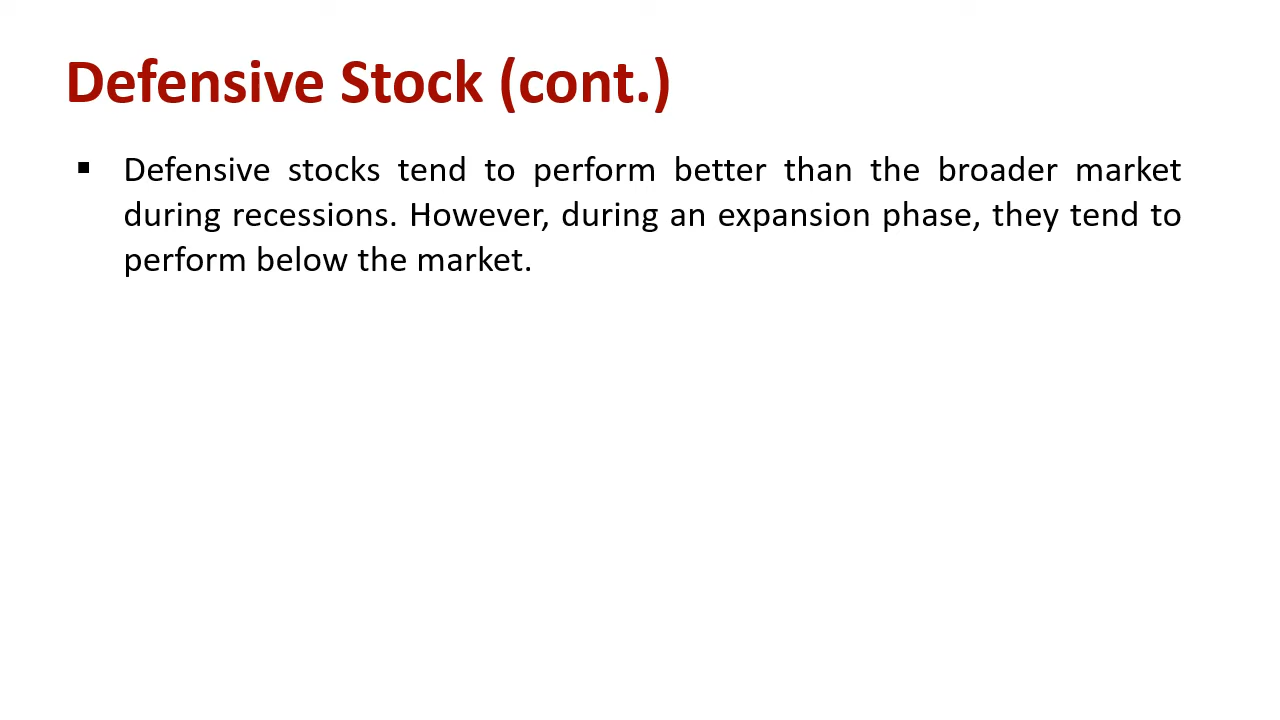 Defensive Stock (cont.)
▪ Defensive stocks tend to perform better than the broader market
during recessions. However, during an expansion phase, they tend to
perform below the market.